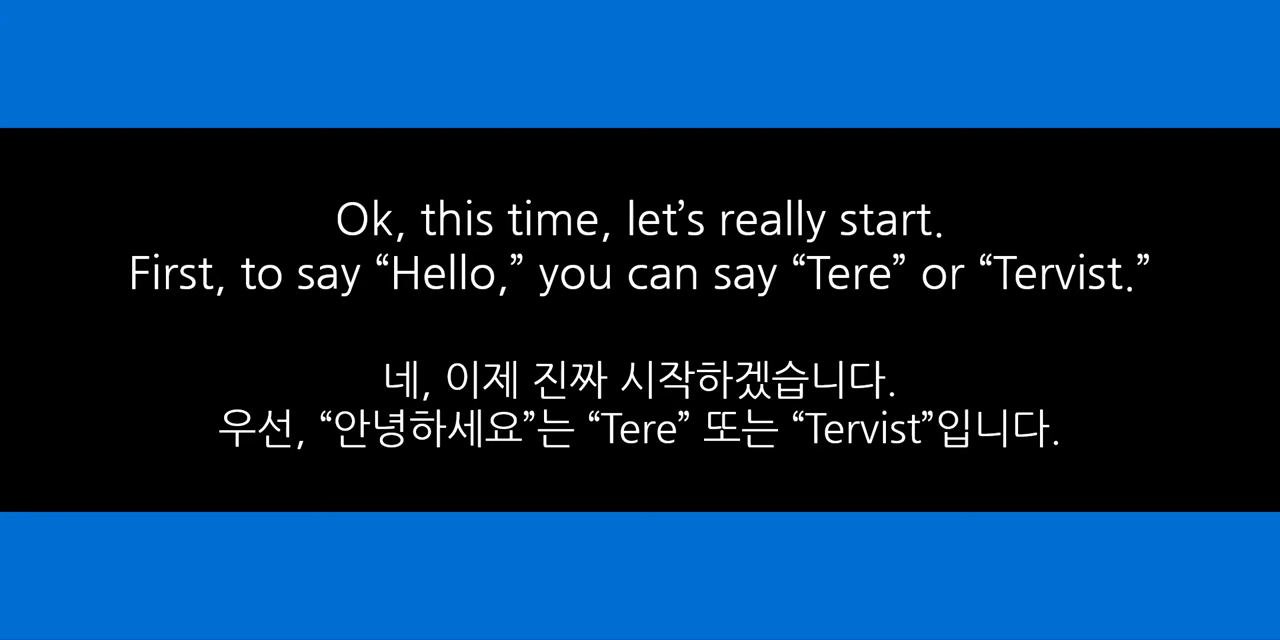 Ok, this time, let’s really start.
First, to say “Hello,” you can say “Tere” or “Tervist.”
네, 이제 진짜 시작하겠습니다.
우선, “안녕하세요”는 “Tere” 또는 “Tervist”입니다.